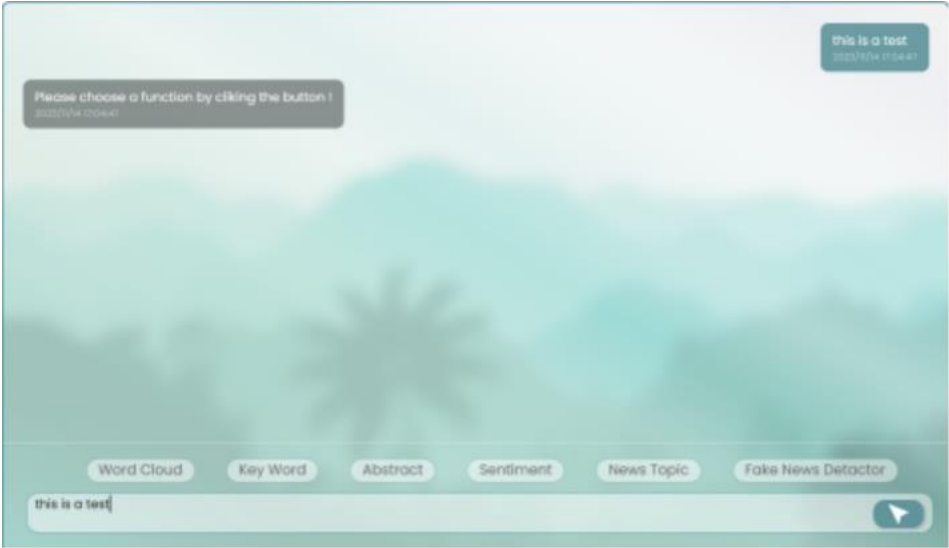 this is a test
2022/11/14 17:04:47
Please choose a function by cliking the button !
2022/11/14 17:04:47
Word Cloud
Key Word
Abstract
Sentiment
News Topic
Fake News Detactor
this is a test